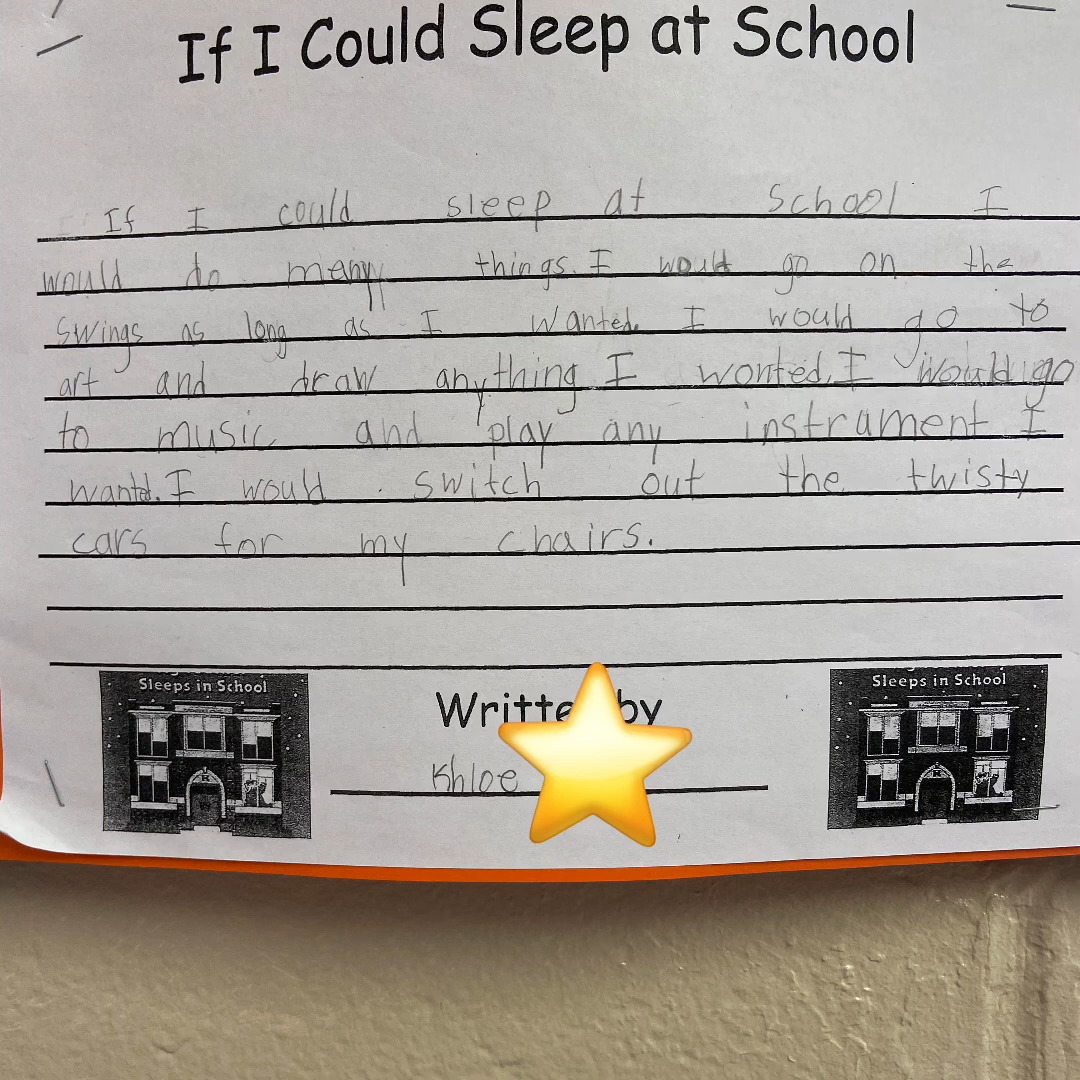 If I Could Sleep at School
If I could sleep at School I
would do many things. I would go on the
Swings as long as I wanted. I would go to
art and draw anything I wonted. I would go
to music and play any instrament I
wantd. I would switch out the twisty
cars for my chairs.
Sleeps in School
Written by
Sleeps in School
Khloe